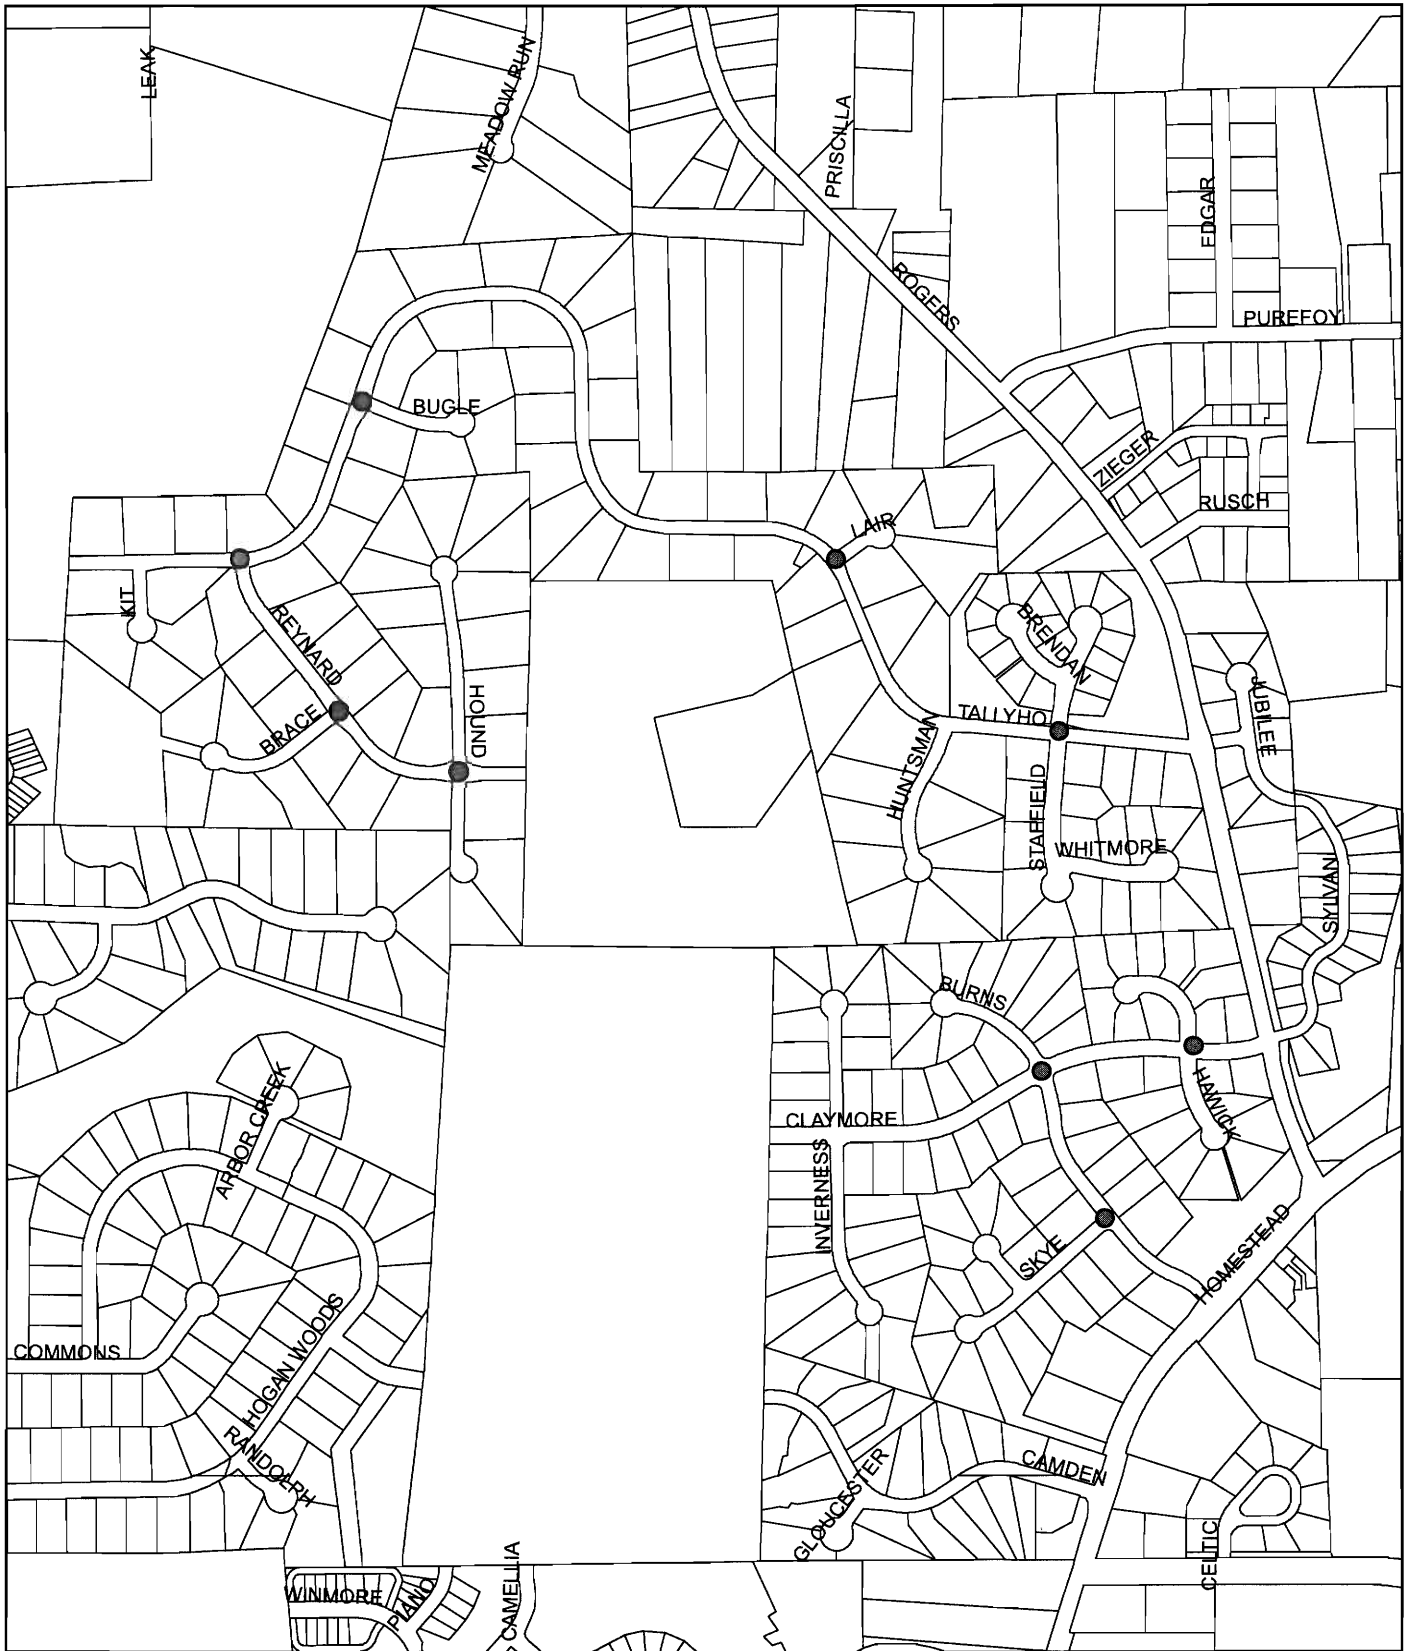 LEAK
MEADOW RUN
PRISCILLA
EDGAR
ROGERS
PUREFOY
BUGLE
ZIEGER
RUSCH
LAIR
KIT
REYNARD
BRENDAN
HOUND
BRACE
TALLYHO
JUBILEE
HUNTSMAN
STAFFIELD
WHITMORE
SYLVAN
BURNS
ARBOR CREEK
CLAYMORE
HAWICK
INVERNESS
SKYE
HOMESTEAD
COMMONS
HOGAN WOODS
RANDOLPH
CAMDEN
GLOUCESTER
CELTIC
WINMORE
PIANO
CAMELLIA